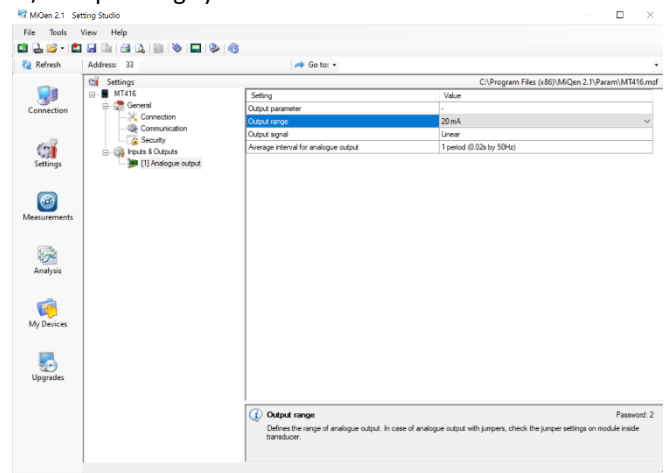 MiQen 2.1 Setting Studio
File Tools View Help
Refresh Address: 33 Go to:
Settings C:\Program Files (x86)\MiQen 2.1\Param\MT416.msf
Connection
Settings
Measurements
Analysis
My Devices
Upgrades
MT416
General
Connection
Communication
Security
Inputs & Outputs
[1] Analogue output
Setting Value
Output parameter -
Output range 20 mA
Output signal Linear
Average interval for analogue output 1 period (0.02s by 50Hz)
Output range Password: 2
Defines the range of analogue output. In case of analogue output with jumpers, check the jumper settings on module inside
transducer.